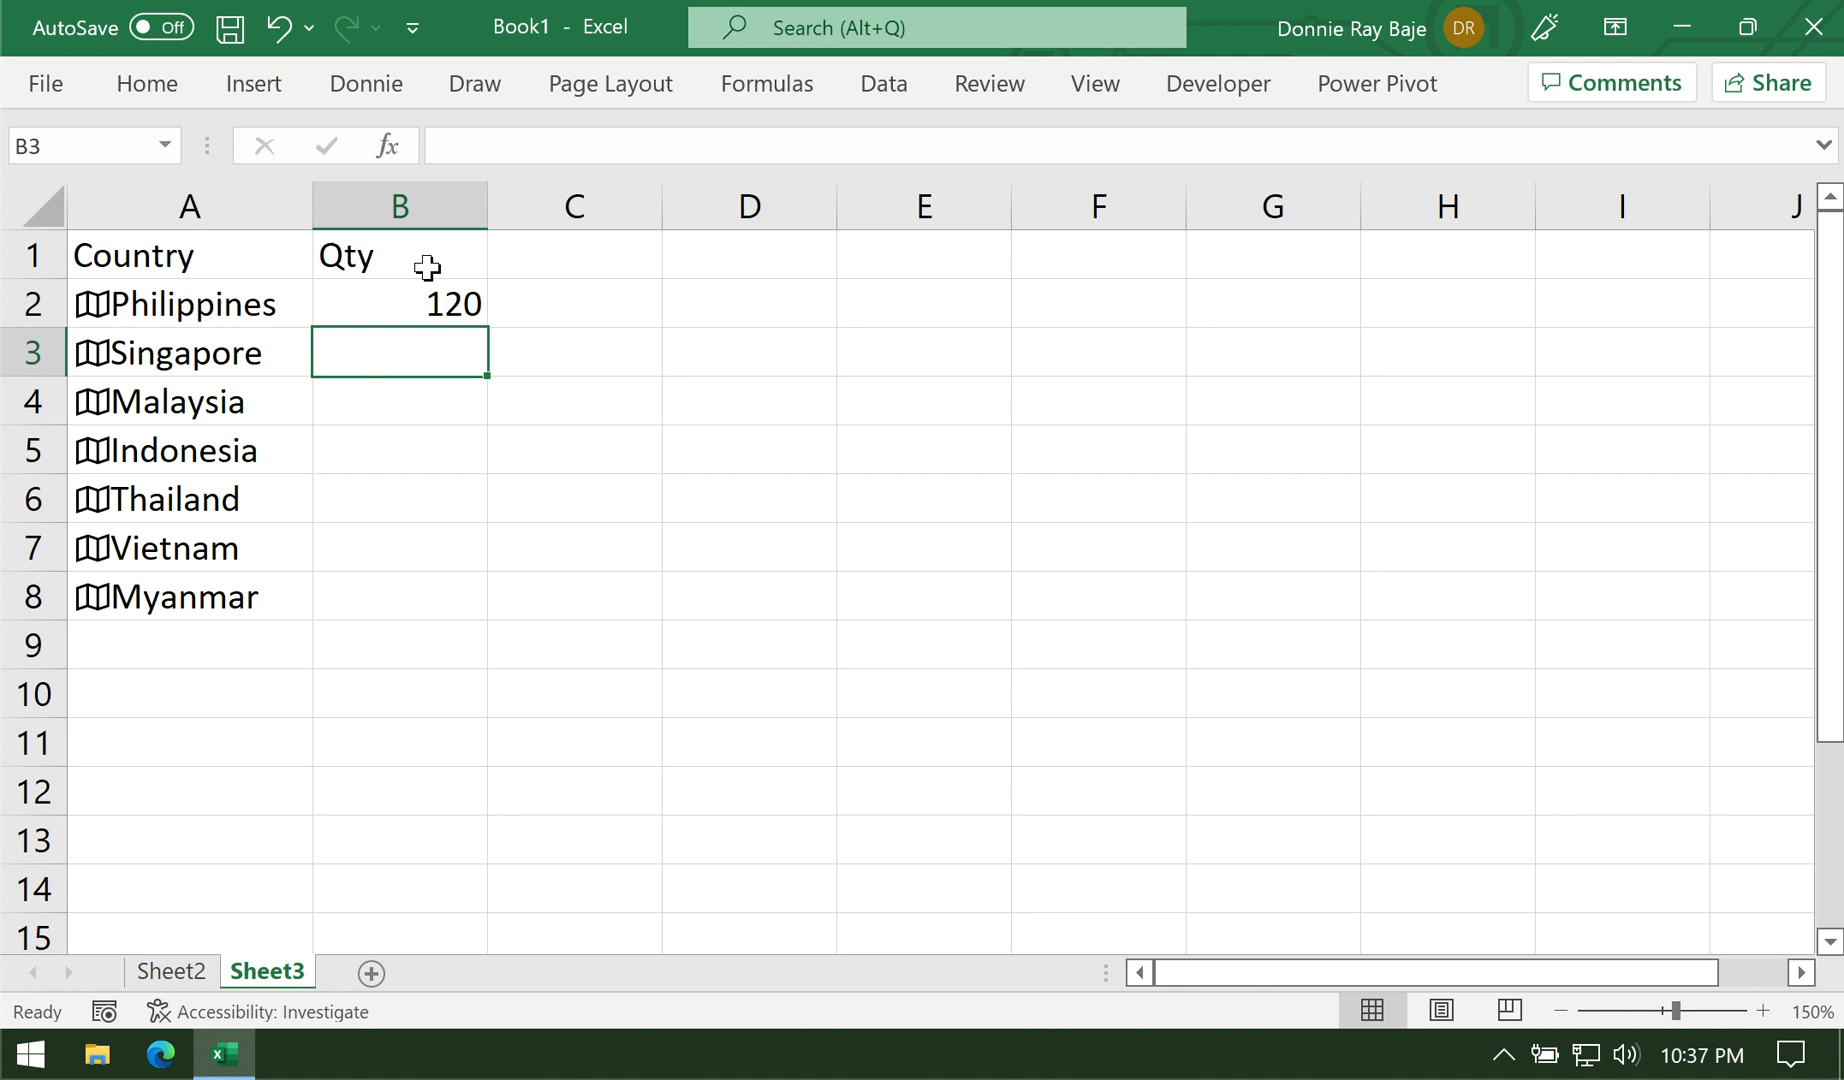 AutoSave Off Book1 - Excel Search (Alt+Q) Donnie Ray Baje DR
File Home Insert Donnie Draw Page Layout Formulas Data Review View Developer Power Pivot Comments Share
B3 fx
A B C D E F G H I J
1 Country Qty
2 Philippines 120
3 Singapore
4 Malaysia
5 Indonesia
6 Thailand
7 Vietnam
8 Myanmar
9
10
11
12
13
14
15
Sheet2 Sheet3
Ready Accessibility: Investigate 150%
10:37 PM